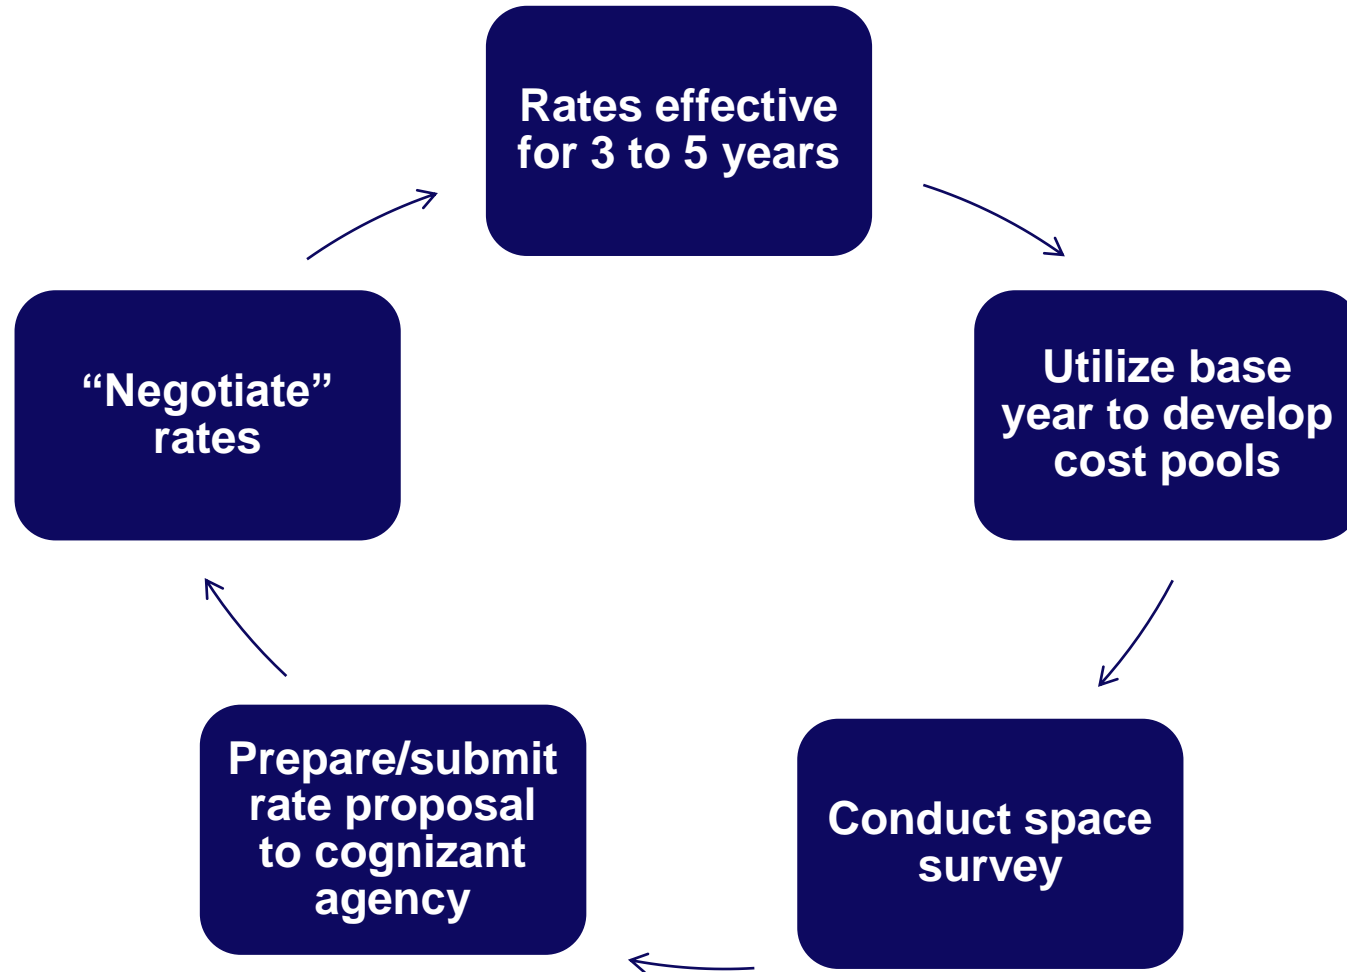 Rates effective
for 3 to 5 years
Utilize base
year to develop
cost pools
Conduct space
survey
Prepare/submit
rate proposal
to cognizant
agency
“Negotiate”
rates